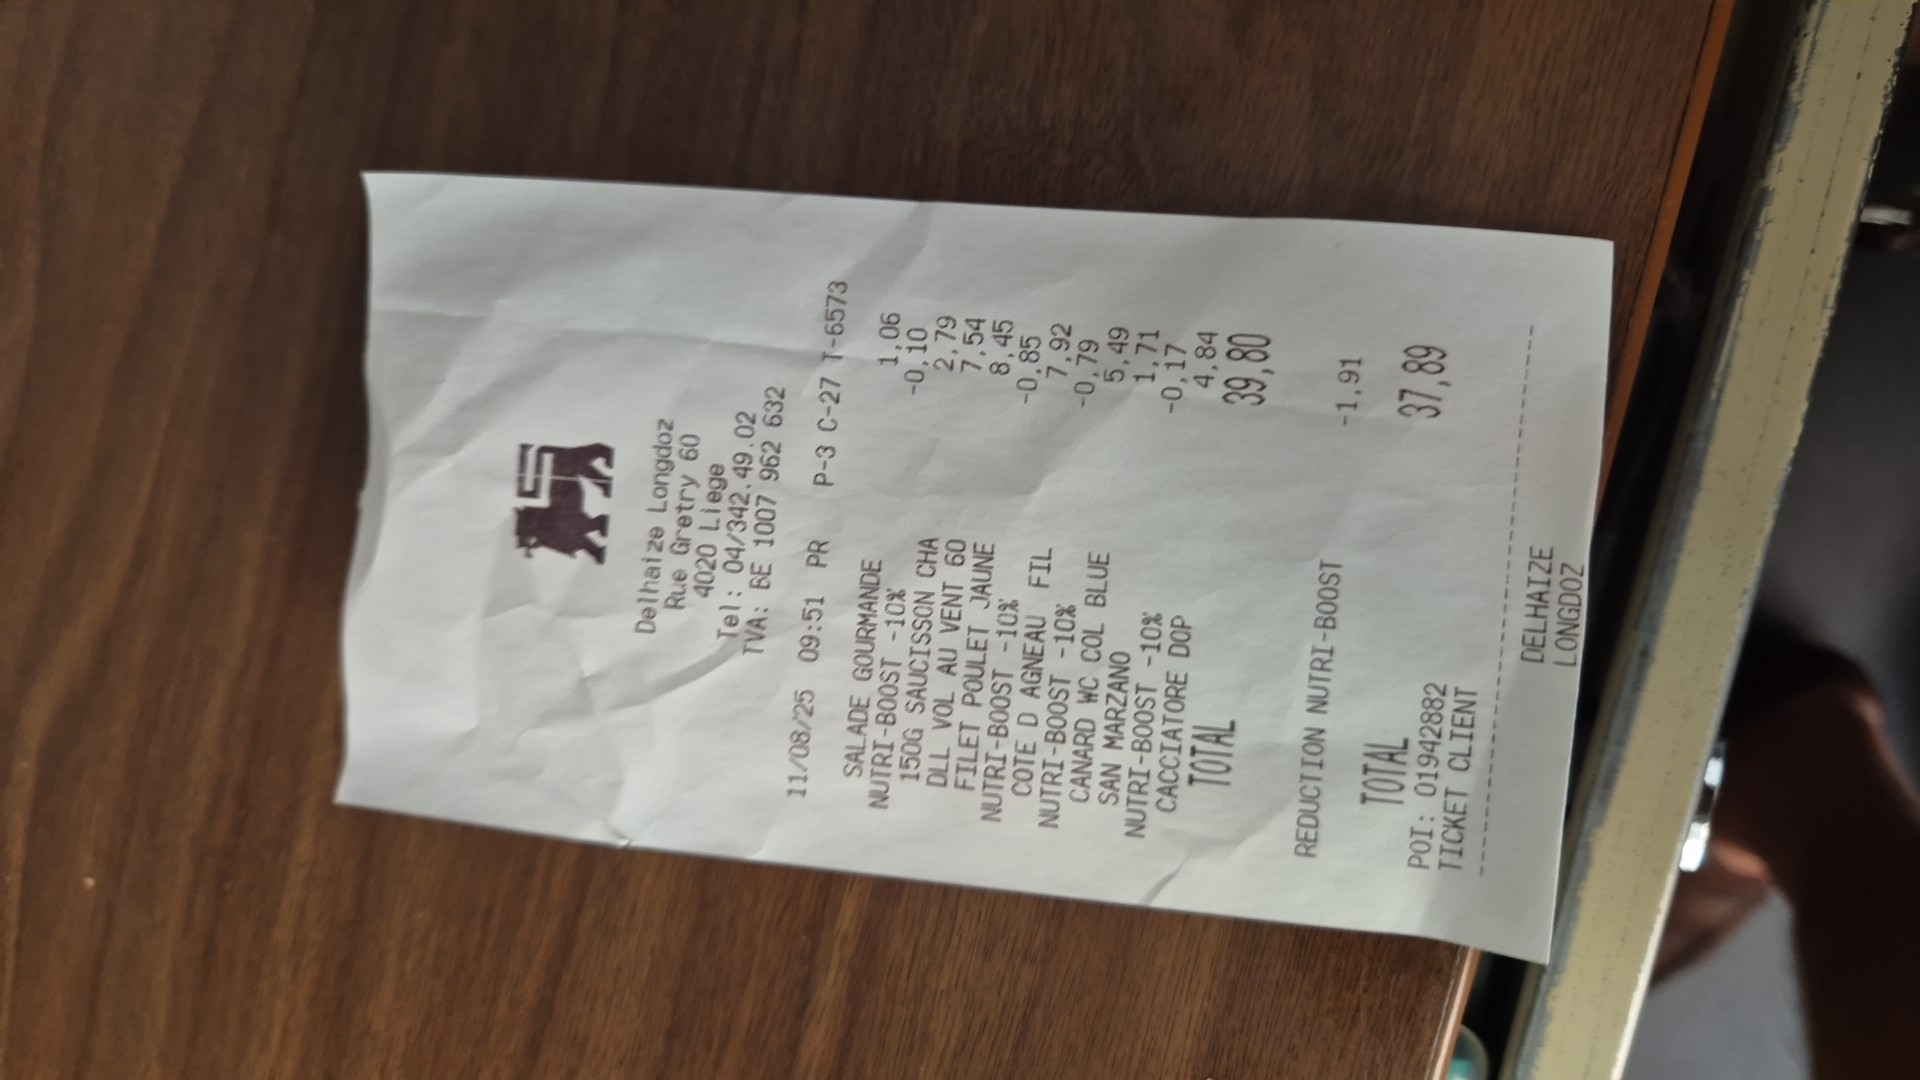 Delhaize Longdoz
Rue Gretry 60
4020 Liege
Tel: 04/342.49.02
TVA: BE 1007 962 632
11/08/25 09:51 PR P-3 C-27 T-6573
SALADE GOURMANDE 1,06
NUTRI-BOOST -10% -0,10
150G SAUCISSON CHA 2,79
DLL VOL AU VENT 60 7,54
FILET POULET JAUNE 8,45
NUTRI-BOOST -10% -0,85
COTE D AGNEAU FIL 7,92
NUTRI-BOOST -10% -0,79
CANARD WC COL BLUE 5,49
SAN MARZANO 1,71
NUTRI-BOOST -10% -0,17
CACCIATORE DOP 4,84
TOTAL 39,80
REDUCTION NUTRI-BOOST -1,91
TOTAL 37,89
POI: 01942882
TICKET CLIENT
DELHAIZE
LONGDOZ